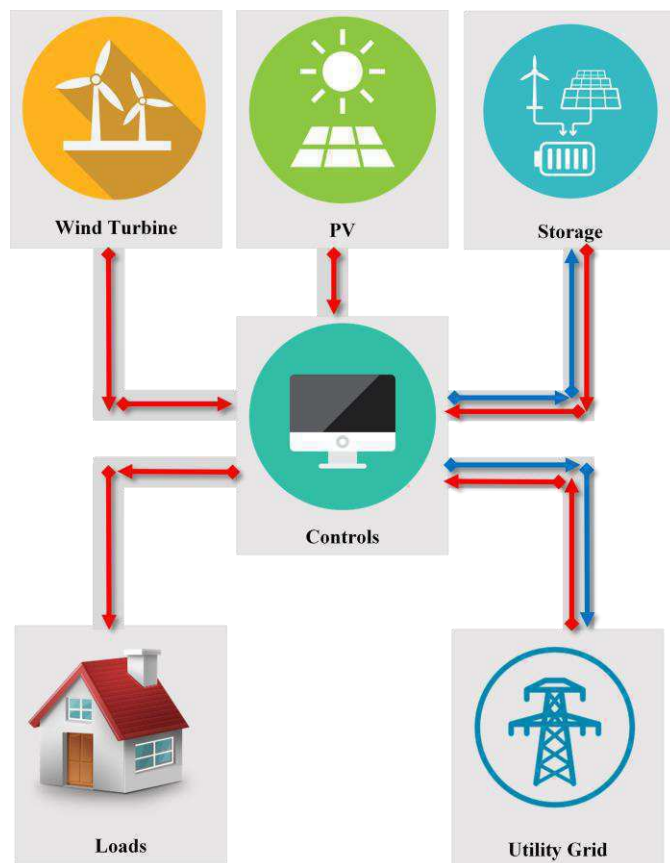 Wind Turbine
PV
Storage
Controls
Loads
Utility Grid